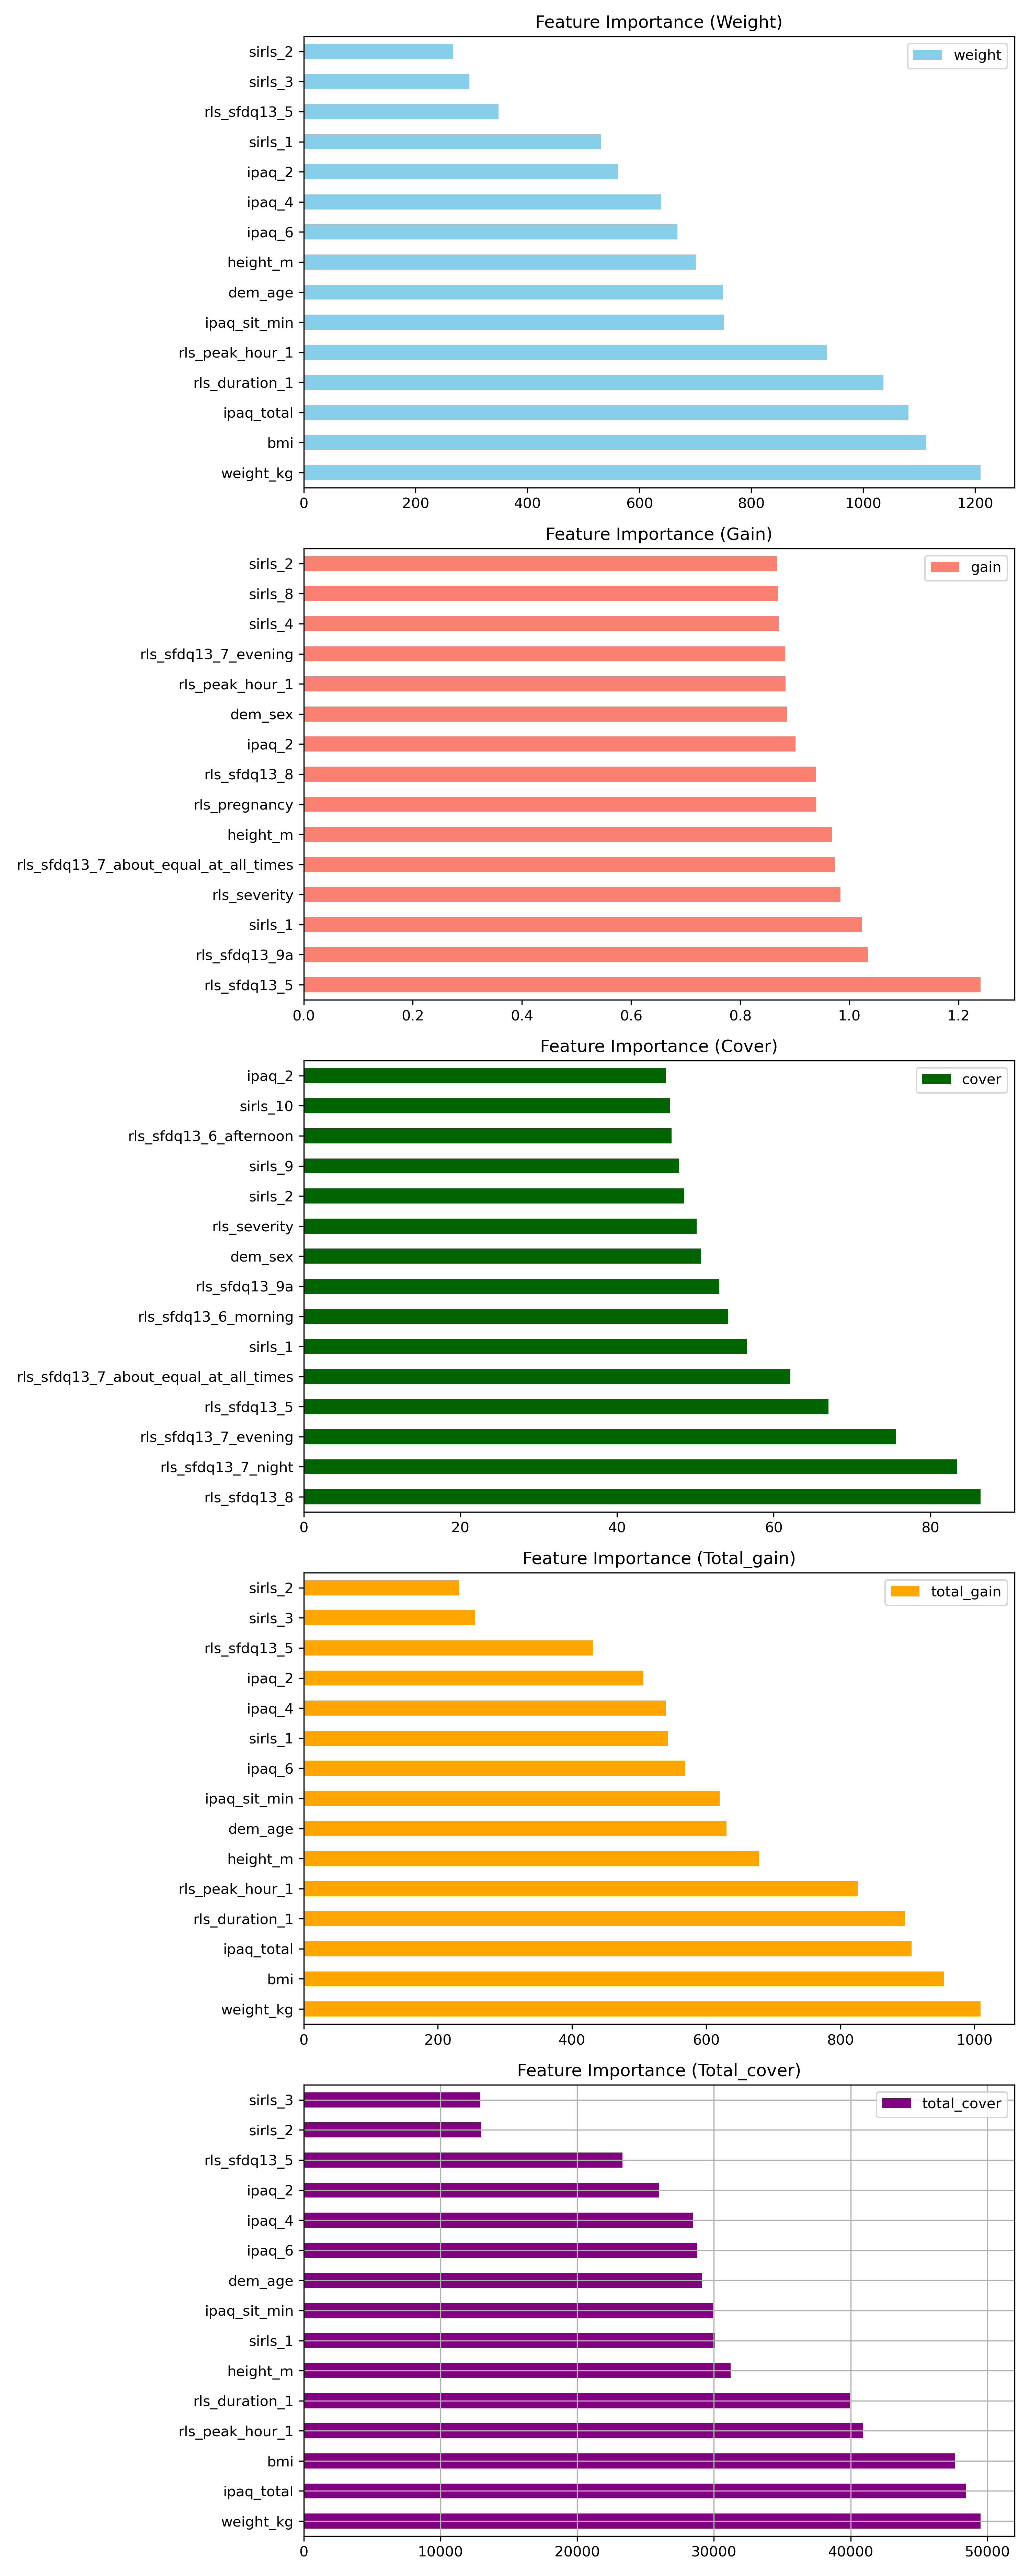 Feature Importance (Weight)
weight
sirls_2
sirls_3
rls_sfdq13_5
sirls_1
ipaq_2
ipaq_4
ipaq_6
height_m
dem_age
ipaq_sit_min
rls_peak_hour_1
rls_duration_1
ipaq_total
bmi
weight_kg
0 200 400 600 800 1000 1200
Feature Importance (Gain)
gain
sirls_2
sirls_8
sirls_4
rls_sfdq13_7_evening
rls_peak_hour_1
dem_sex
ipaq_2
rls_sfdq13_8
rls_pregnancy
height_m
rls_sfdq13_7_about_equal_at_all_times
rls_severity
sirls_1
rls_sfdq13_9a
rls_sfdq13_5
0.0 0.2 0.4 0.6 0.8 1.0 1.2
Feature Importance (Cover)
cover
ipaq_2
sirls_10
rls_sfdq13_6_afternoon
sirls_9
sirls_2
rls_severity
dem_sex
rls_sfdq13_9a
rls_sfdq13_6_morning
sirls_1
rls_sfdq13_7_about_equal_at_all_times
rls_sfdq13_5
rls_sfdq13_7_evening
rls_sfdq13_7_night
rls_sfdq13_8
0 20 40 60 80
Feature Importance (Total_gain)
total_gain
sirls_2
sirls_3
rls_sfdq13_5
ipaq_2
ipaq_4
sirls_1
ipaq_6
ipaq_sit_min
dem_age
height_m
rls_peak_hour_1
rls_duration_1
ipaq_total
bmi
weight_kg
0 200 400 600 800 1000
Feature Importance (Total_cover)
total_cover
sirls_3
sirls_2
rls_sfdq13_5
ipaq_2
ipaq_4
ipaq_6
dem_age
ipaq_sit_min
sirls_1
height_m
rls_duration_1
rls_peak_hour_1
bmi
ipaq_total
weight_kg
0 10000 20000 30000 40000 50000